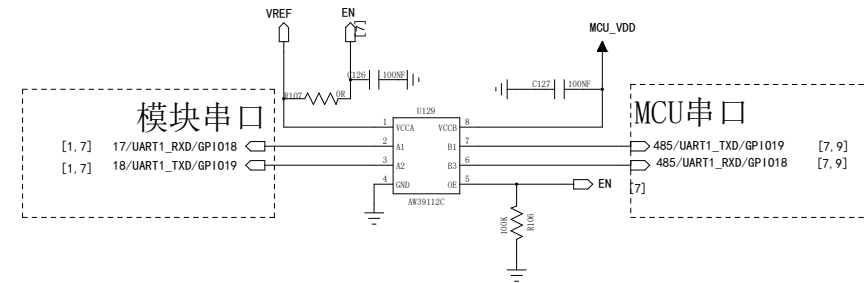 VREF
EN
[7]
MCU_VDD
C126
100NF
C127
100NF
R107
0R
U129
模块串口
MCU串口
1
VCCA
VCCB
8
[1,7]
17/UART1_RXD/GPIO18
2
A1
B1
7
485/UART1_TXD/GPIO19
[7,9]
[1,7]
18/UART1_TXD/GPIO19
3
A2
B3
6
485/UART1_RXD/GPIO18
[7,9]
4
GND
OE
5
EN
[7]
AW39112C
100K
R106